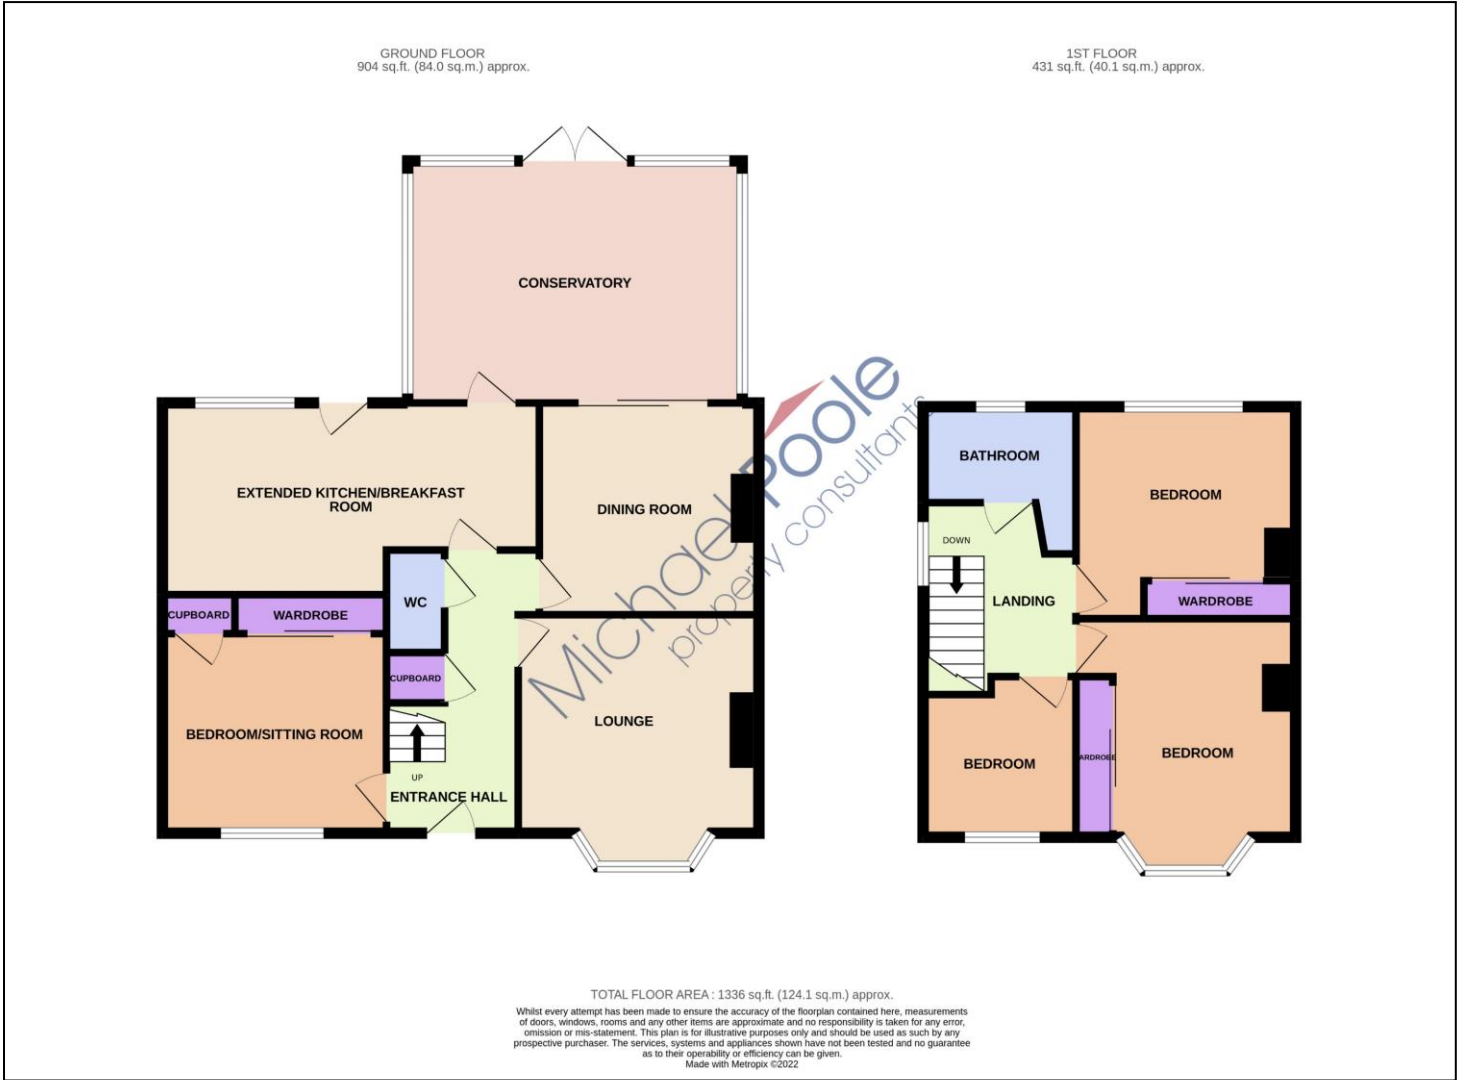 GROUND FLOOR
904 sq.ft. (84.0 sq.m.) approx.
1ST FLOOR
431 sq.ft. (40.1 sq.m.) approx.
CONSERVATORY
EXTENDED KITCHEN/BREAKFAST
ROOM
DINING ROOM
WC
CUPBOARD
WARDROBE
CUPBOARD
BEDROOM/SITTING ROOM
LOUNGE
UP
ENTRANCE HALL
Michael Poole
property consultants
BATHROOM
BEDROOM
DOWN
LANDING
WARDROBE
BEDROOM
ARDROBE
BEDROOM
TOTAL FLOOR AREA : 1336 sq.ft. (124.1 sq.m.) approx.
Whilst every attempt has been made to ensure the accuracy of the floorplan contained here, measurements
of doors, windows, rooms and any other items are approximate and no responsibility is taken for any error,
omission or mis-statement. This plan is for illustrative purposes only and should be used as such by any
prospective purchaser. The services, systems and appliances shown have not been tested and no guarantee
as to their operability or efficiency can be given.
Made with Metropix ©2022